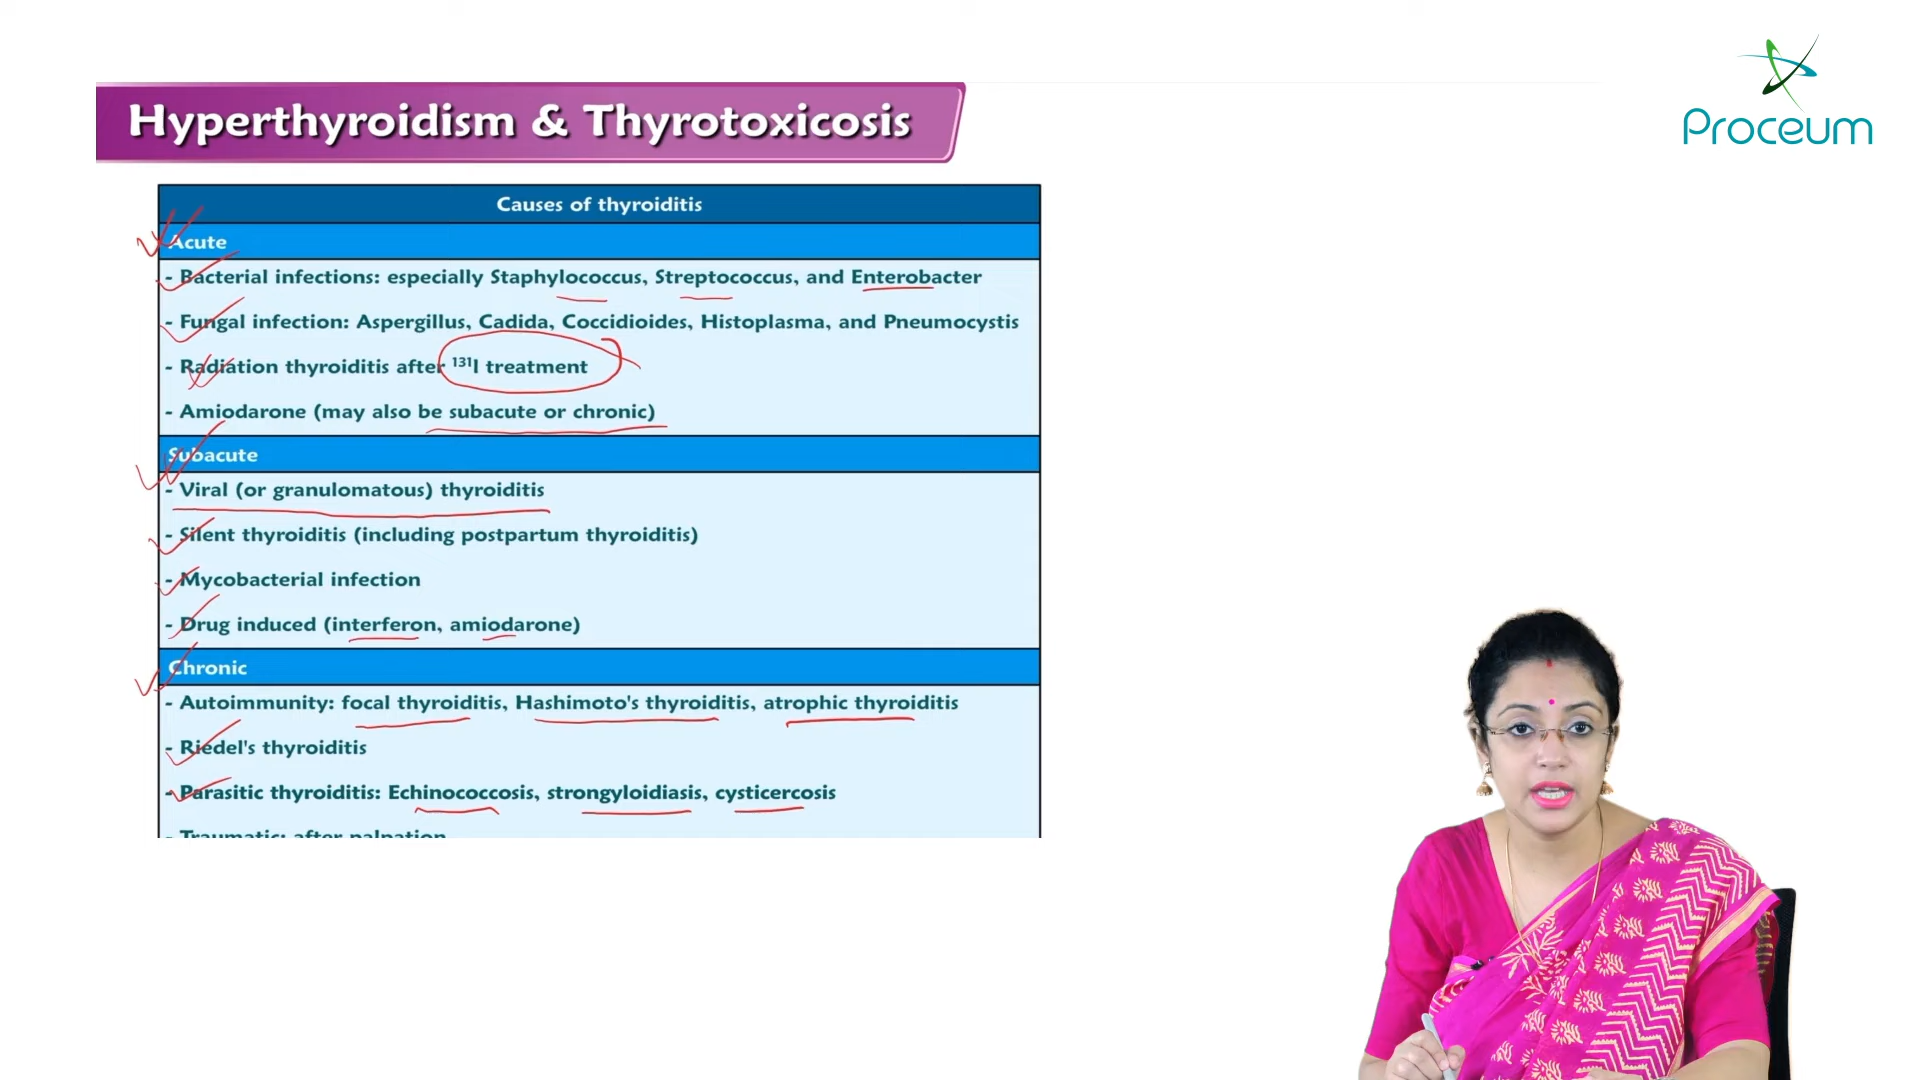 Hyperthyroidism & Thyrotoxicosis
Proceum
Causes of thyroiditis
Acute
- Bacterial infections: especially Staphylococcus, Streptococcus, and Enterobacter
- Fungal infection: Aspergillus, Cadida, Coccidioides, Histoplasma, and Pneumocystis
- Radiation thyroiditis after ¹³¹I treatment
- Amiodarone (may also be subacute or chronic)
Subacute
- Viral (or granulomatous) thyroiditis
- Silent thyroiditis (including postpartum thyroiditis)
- Mycobacterial infection
- Drug induced (interferon, amiodarone)
Chronic
- Autoimmunity: focal thyroiditis, Hashimoto's thyroiditis, atrophic thyroiditis
- Riedel's thyroiditis
- Parasitic thyroiditis: Echinococcosis, strongyloidiasis, cysticercosis
- Traumatic: after palpation